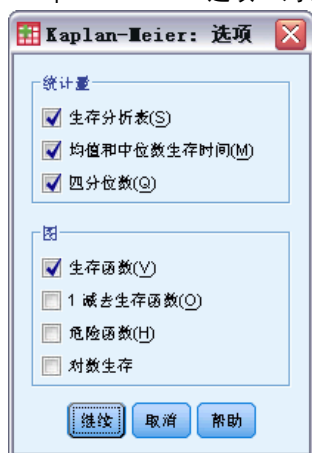 Kaplan-Meier: 选项
统计量
生存分析表(S)
均值和中位数生存时间(M)
四分位数(Q)
图
生存函数(V)
1 减去生存函数(O)
危险函数(H)
对数生存
继续 取消 帮助